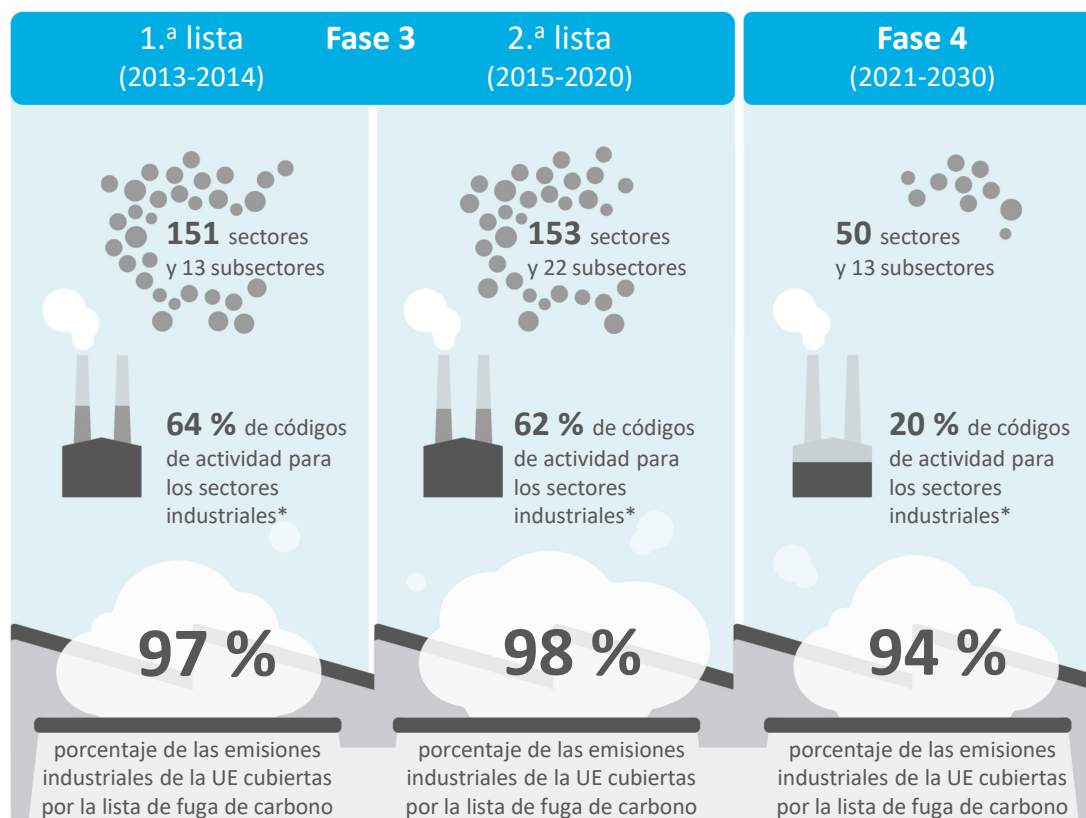 1.ª lista
(2013-2014)
Fase 3
2.ª lista
(2015-2020)
Fase 4
(2021-2030)
151 sectores
y 13 subsectores
64 % de códigos
de actividad para
los sectores
industriales*
97 %
porcentaje de las emisiones
industriales de la UE cubiertas
por la lista de fuga de carbono
153 sectores
y 22 subsectores
62 % de códigos
de actividad para
los sectores
industriales*
98 %
porcentaje de las emisiones
industriales de la UE cubiertas
por la lista de fuga de carbono
50 sectores
y 13 subsectores
20 % de códigos
de actividad para
los sectores
industriales*
94 %
porcentaje de las emisiones
industriales de la UE cubiertas
por la lista de fuga de carbono